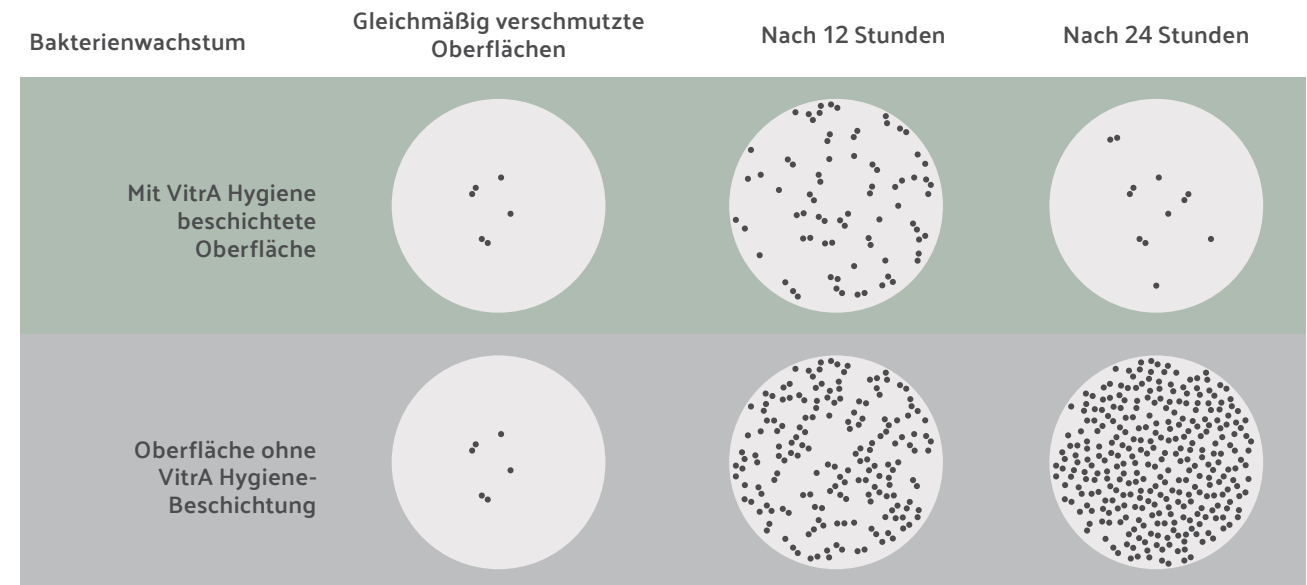 Bakterienwachstum
Gleichmäßig verschmutzte
Oberflächen
Nach 12 Stunden
Nach 24 Stunden
Mit VitrA Hygiene
beschichtete
Oberfläche
Oberfläche ohne
VitrA Hygiene-
Beschichtung